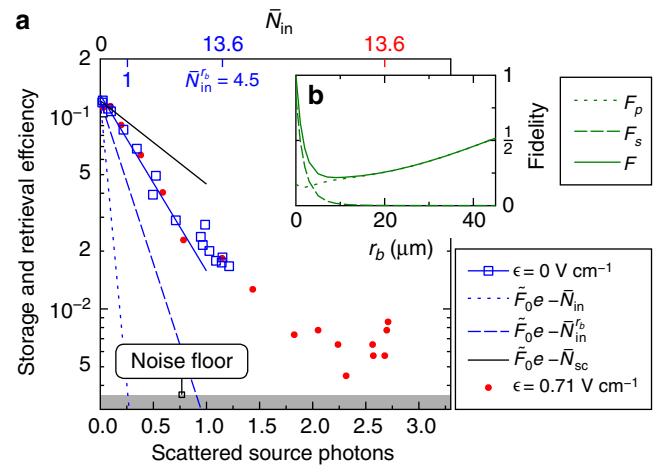 a
N̄in
0 13.6 13.6
1 N̄in^rb = 4.5
2
10⁻¹
5
2
10⁻²
5
Storage and retrieval effciency
b
1
1/2
0
Fidelity
0 20 40
rb (μm)
Fp
Fs
F
Noise floor
ϵ = 0 V cm⁻¹
F̃0e −N̄in
F̃0e −N̄in^rb
F̃0e −N̄sc
ϵ = 0.71 V cm⁻¹
0.0 0.5 1.0 1.5 2.0 2.5 3.0
Scattered source photons